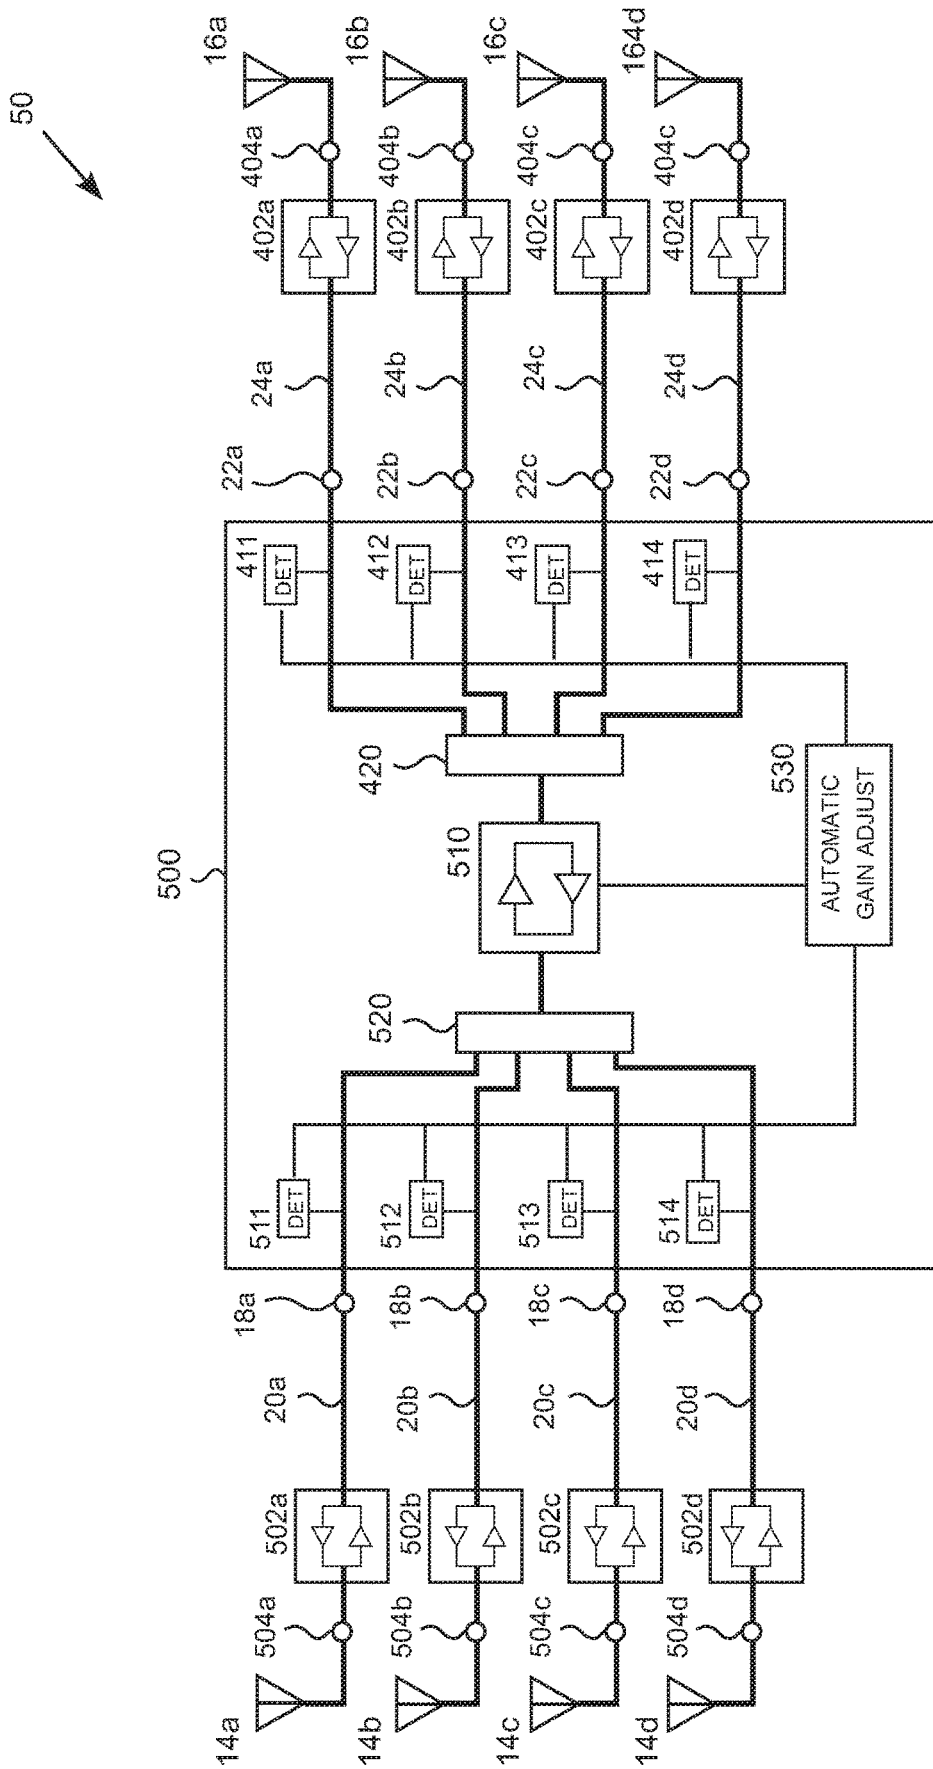 50
16a
16b
16c
164d
404a
404b
404c
404c
402a
402b
402c
402d
24a
24b
24c
24d
22a
22b
22c
22d
500
411
DET
412
DET
413
DET
414
DET
420
510
530
AUTOMATIC
GAIN ADJUST
520
511
DET
512
DET
513
DET
514
DET
18a
18b
18c
18d
20a
20b
20c
20d
502a
502b
502c
502d
504a
504b
504c
504d
14a
14b
14c
14d